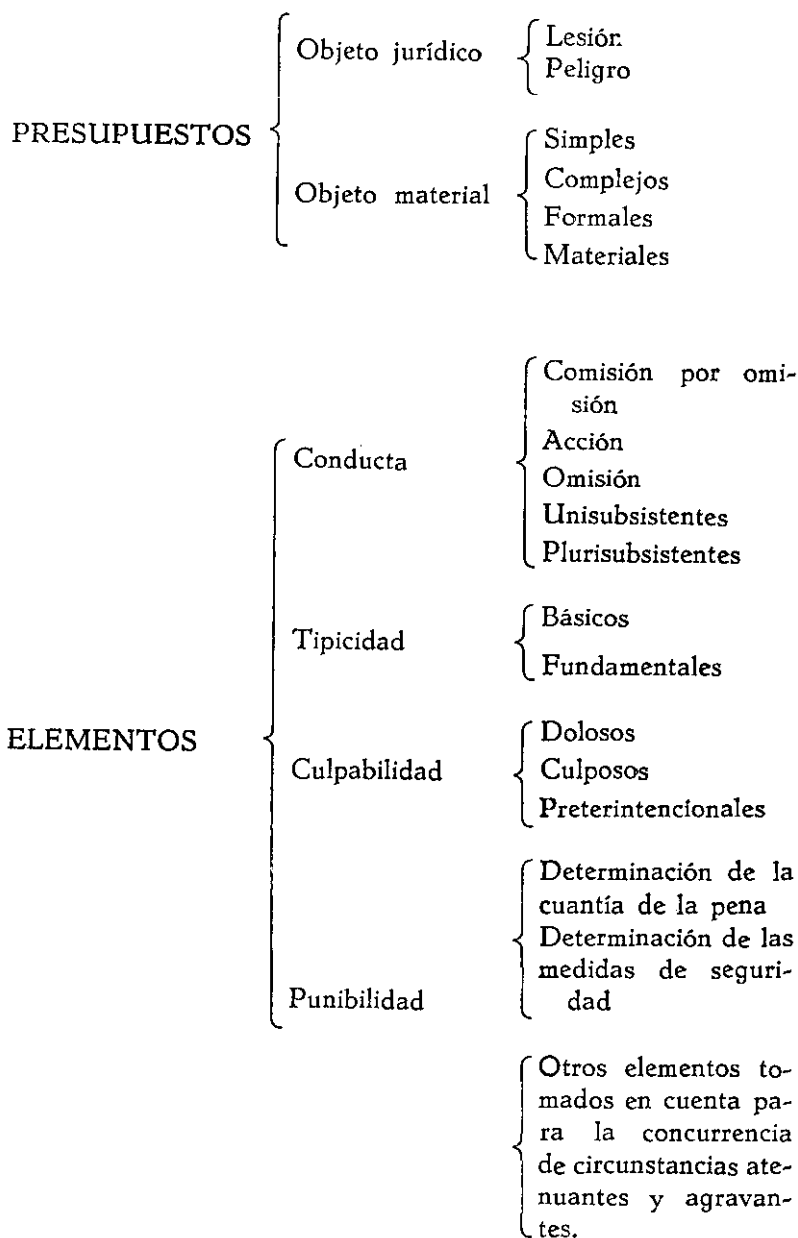 Objeto jurídico
Lesión
Peligro
PRESUPUESTOS
Objeto material
Simples
Complejos
Formales
Materiales
Conducta
Comisión por omi-
sión
Acción
Omisión
Unisubsistentes
Plurisubsistentes
Tipicidad
Básicos
Fundamentales
ELEMENTOS
Culpabilidad
Dolosos
Culposos
Preterintencionales
Punibilidad
Determinación de la
cuantía de la pena
Determinación de las
medidas de seguri-
dad
Otros elementos to-
mados en cuenta pa-
ra la concurrencia
de circunstancias ate-
nuantes y agravan-
tes.